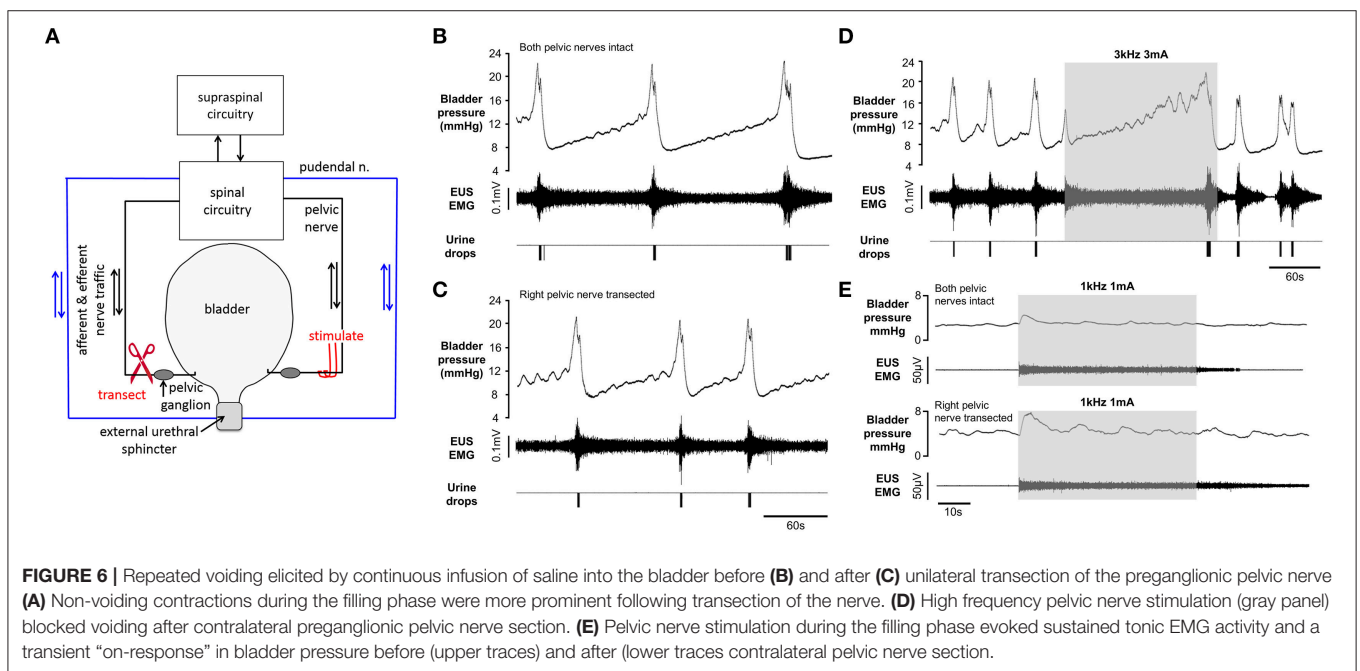 A
supraspinal
circuitry
pudendal n.
spinal
circuitry
pelvic
nerve
afferent & efferent
nerve traffic
bladder
stimulate
transect
pelvic
ganglion
external urethral
sphincter
B
Both pelvic nerves intact
24
20
16
12
8
4
Bladder
pressure
(mmHg)
EUS
EMG
0.1mV
Urine
drops
C
Right pelvic nerve transected
24
20
16
12
8
4
Bladder
pressure
(mmHg)
EUS
EMG
0.1mV
Urine
drops
60s
D
3kHz 3mA
24
20
16
12
8
4
Bladder
pressure
(mmHg)
EUS
EMG
0.1mV
Urine
drops
60s
E
Both pelvic
nerves intact
1kHz 1mA
8
0
Bladder
pressure
mmHg
EUS
EMG
50µV
Right pelvic
nerve transected
1kHz 1mA
8
0
Bladder
pressure
mmHg
EUS
EMG
50µV
10s
FIGURE 6 | Repeated voiding elicited by continuous infusion of saline into the bladder before (B) and after (C) unilateral transection of the preganglionic pelvic nerve
(A) Non-voiding contractions during the filling phase were more prominent following transection of the nerve. (D) High frequency pelvic nerve stimulation (gray panel)
blocked voiding after contralateral preganglionic pelvic nerve section. (E) Pelvic nerve stimulation during the filling phase evoked sustained tonic EMG activity and a
transient “on-response” in bladder pressure before (upper traces) and after (lower traces contralateral pelvic nerve section.